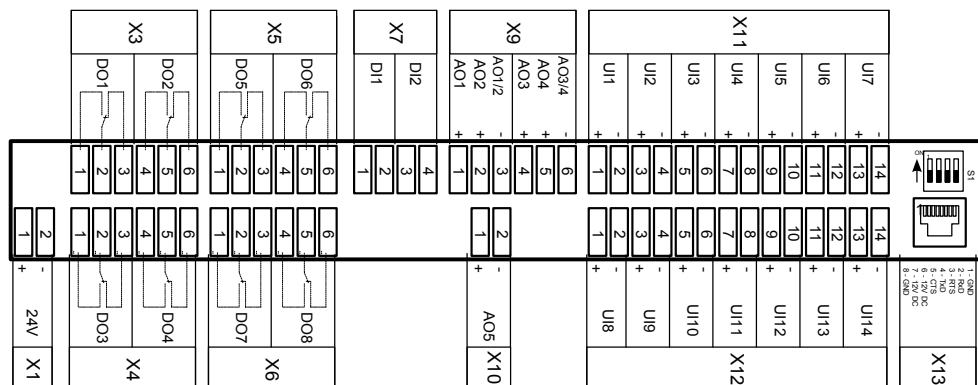 X3 X5 X7 X9 X11
DO1 DO2 DO5 DO6 DI1 DI2 AO1 AO2 AO1/2 AO3 AO4 AO3/4 UI1 UI2 UI3 UI4 UI5 UI6 UI7
+ + - + + - + - + - + - + - + - + - + -
1 2 3 4 5 6 1 2 3 4 5 6 1 2 3 4 1 2 3 4 5 6 1 2 3 4 5 6 7 8 9 10 11 12 13 14
ON
S1
1 2 1 2 3 4 5 6 1 2 3 4 5 6 1 2 1 2 3 4 5 6 7 8 9 10 11 12 13 14
+ - + - + - + - + - + - + - + - + -
1 - GND
2 - RxD
3 - RTS
4 - TxD
5 - CTS
6 - 12V DC
7 - 12V DC
8 - GND
24V DO3 DO4 DO7 DO8 AO5 UI8 UI9 UI10 UI11 UI12 UI13 UI14
X1 X4 X6 X10 X12 X13